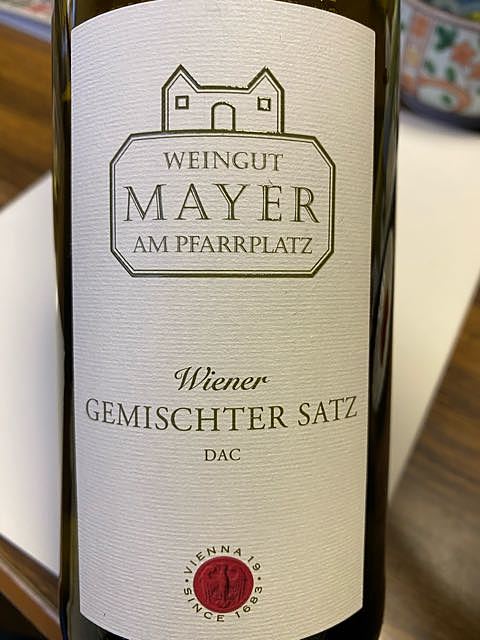 WEINGUT
MAYER
AM PFARRPLATZ
Wiener
GEMISCHTER SATZ
DAC
VIENNA 19
SINCE 1683